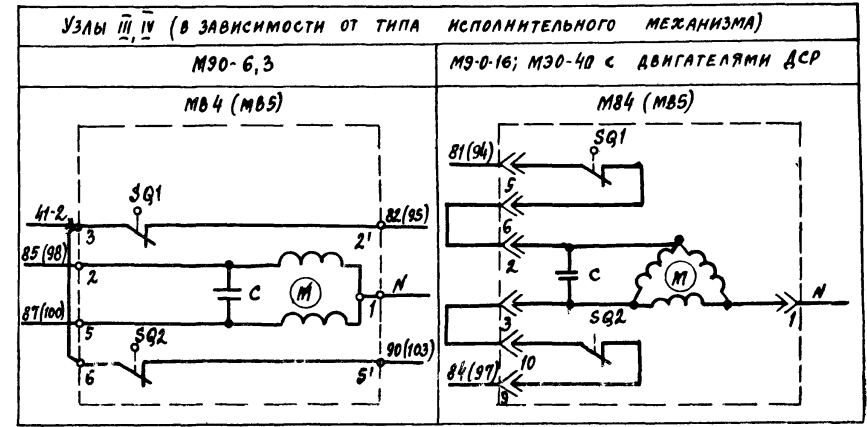 Узлы III, IV (в зависимости от типа исполнительного механизма)
МЭО-6,3
МЭ-О-16; МЭО-40 с двигателями ДСР
МВ4 (МВ5)
М84 (МВ5)
41-2
SQ1
82(95)
3
2'
85(98)
2
C
M
N
1
87(100)
5
SQ2
90(103)
6
5'
81(94)
SQ1
5
6
2
C
M
N
3
SQ2
1
10
84(97)
9